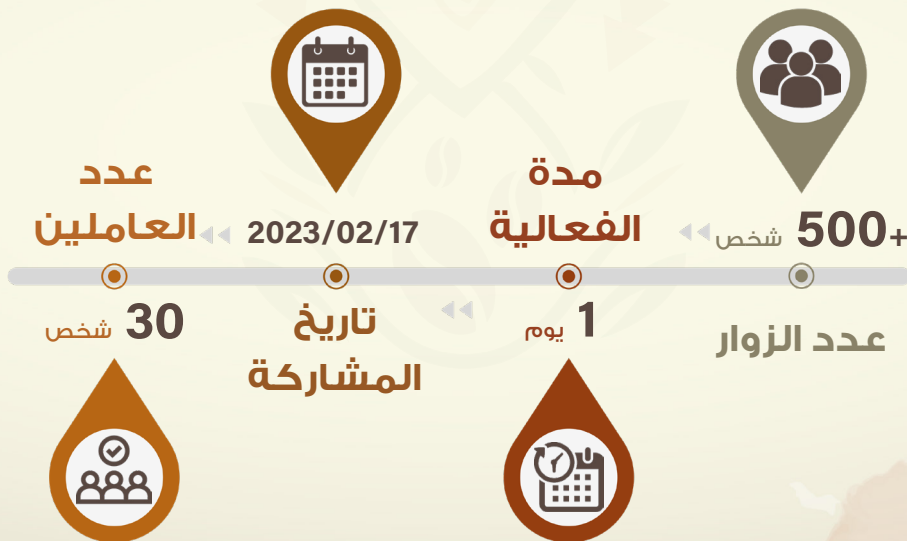 +500 شخص
عدد الزوار
مدة
الفعالية
1 يوم
2023/02/17
تاريخ
المشاركة
عدد
العاملين
30 شخص